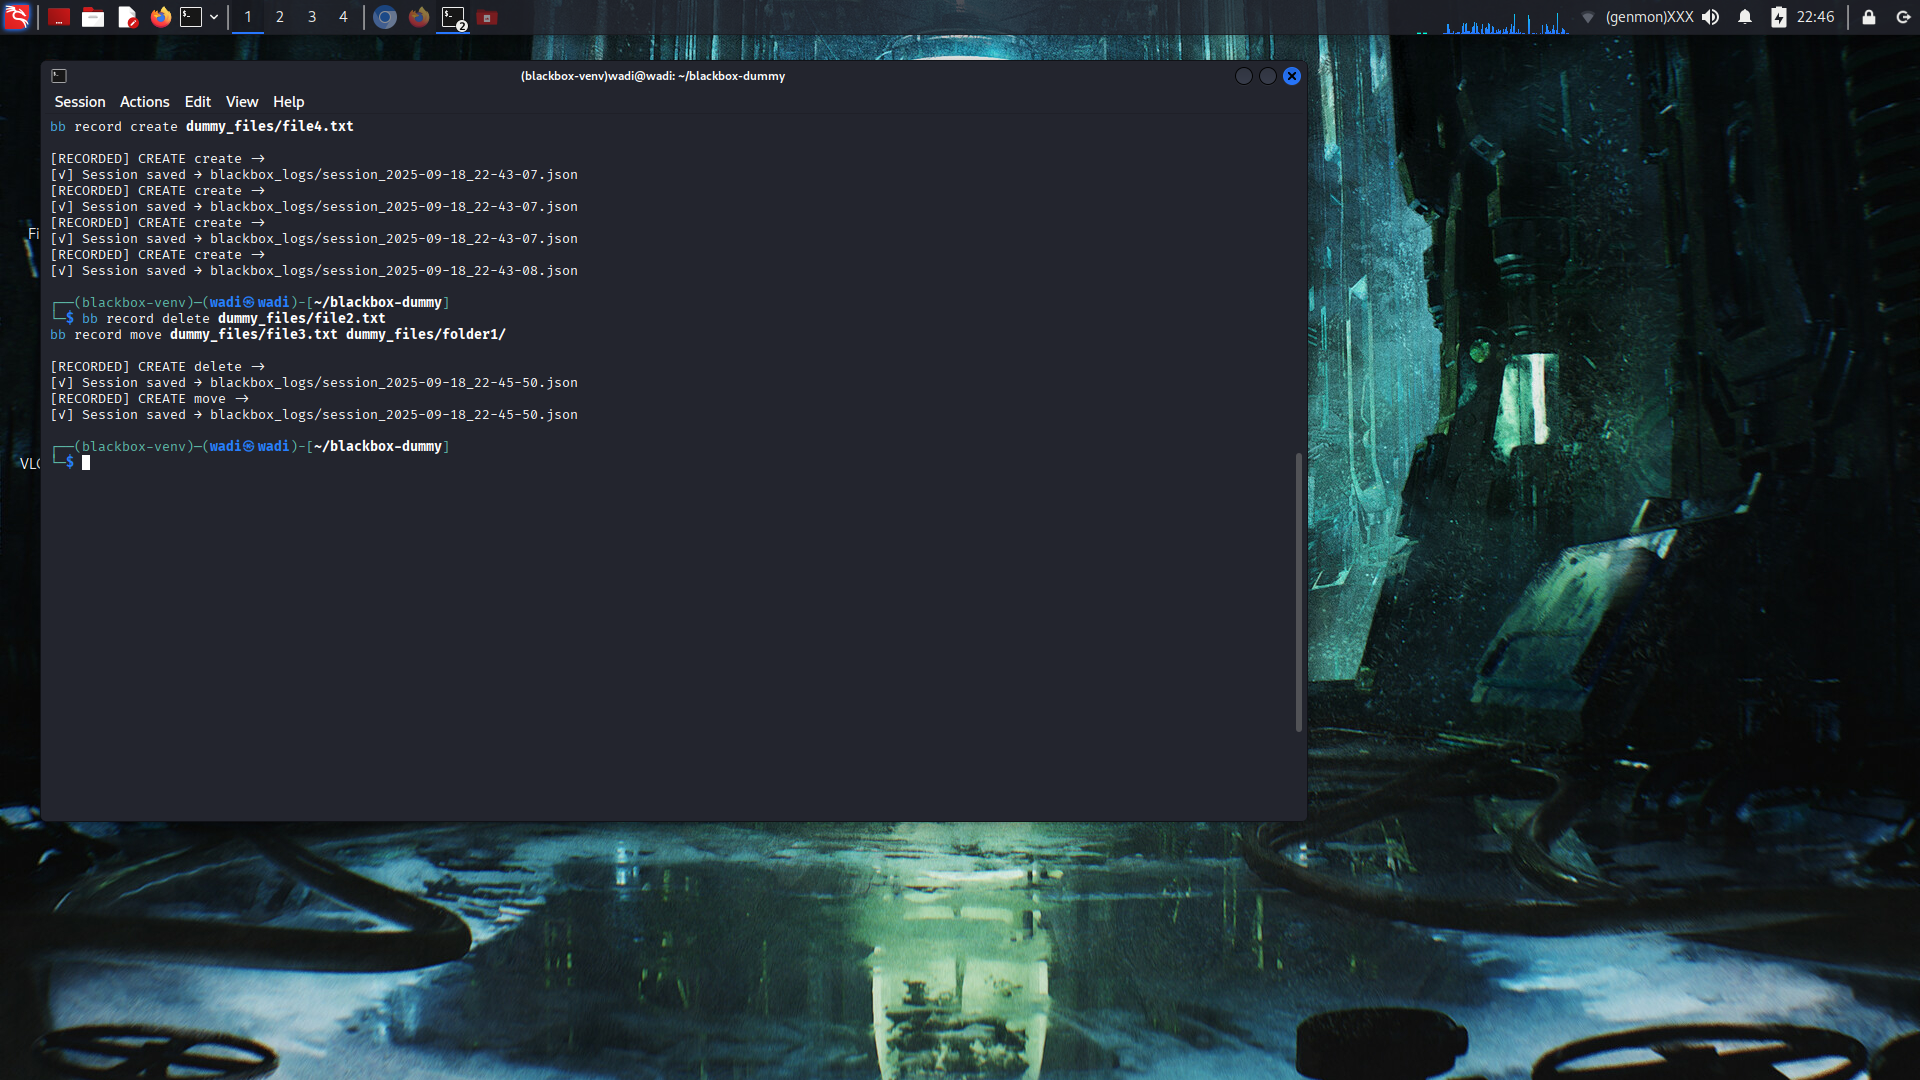 1 2 3 4 2 (genmon)XXX 22:46
(blackbox-venv)wadi@wadi: ~/blackbox-dummy
Session Actions Edit View Help
bb record create dummy_files/file4.txt
[RECORDED] CREATE create →
[√] Session saved → blackbox_logs/session_2025-09-18_22-43-07.json
[RECORDED] CREATE create →
[√] Session saved → blackbox_logs/session_2025-09-18_22-43-07.json
[RECORDED] CREATE create →
[√] Session saved → blackbox_logs/session_2025-09-18_22-43-07.json
[RECORDED] CREATE create →
[√] Session saved → blackbox_logs/session_2025-09-18_22-43-08.json
┌──(blackbox-venv)─(wadi㉿wadi)-[~/blackbox-dummy]
└─$ bb record delete dummy_files/file2.txt
bb record move dummy_files/file3.txt dummy_files/folder1/
[RECORDED] CREATE delete →
[√] Session saved → blackbox_logs/session_2025-09-18_22-45-50.json
[RECORDED] CREATE move →
[√] Session saved → blackbox_logs/session_2025-09-18_22-45-50.json
┌──(blackbox-venv)─(wadi㉿wadi)-[~/blackbox-dummy]
└─$
Fi
VLC